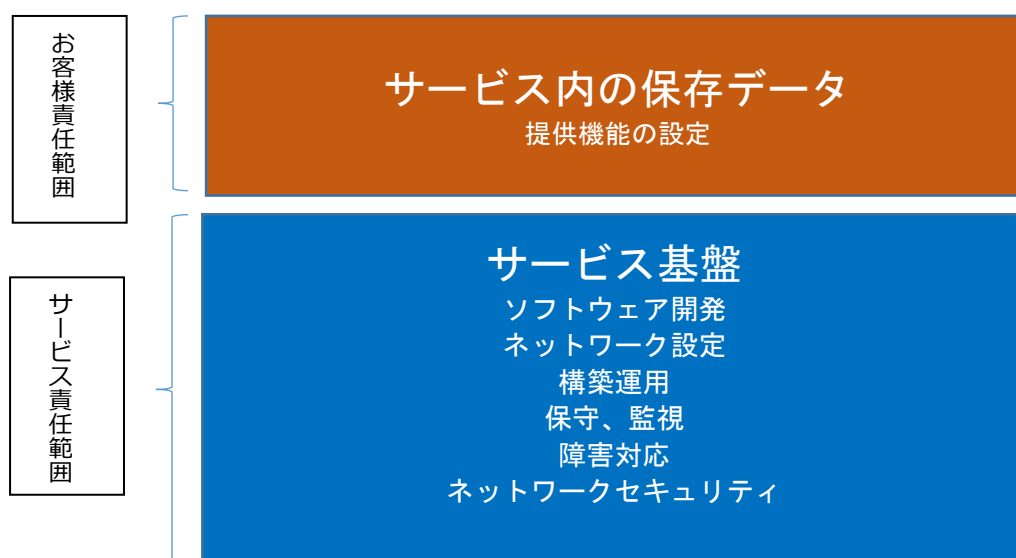 お客様責任範囲
サービス内の保存データ
提供機能の設定
サービス責任範囲
サービス基盤
ソフトウェア開発
ネットワーク設定
構築運用
保守、監視
障害対応
ネットワークセキュリティ